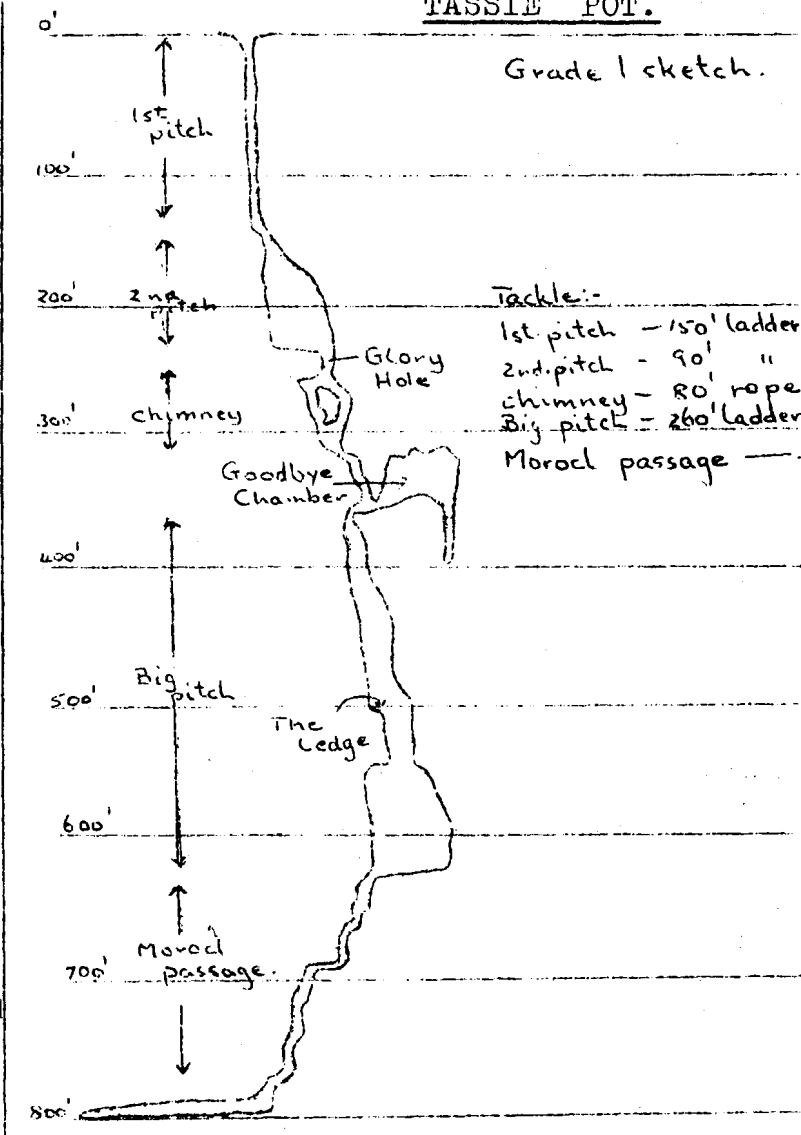 TASSIE POT.
0'
Grade 1 sketch.
1st
pitch
100'
200'
2nd
pitch
Tackle:-
1st. pitch - 150' ladder
2nd. pitch - 90' "
chimney - 80' rope
Big pitch - 260' ladder
Morocl passage —.
Glory
Hole
chimney
300'
Goodbye
Chamber
400'
Big
pitch
500'
The
Ledge
600'
Morocl
passage.
700'
800'